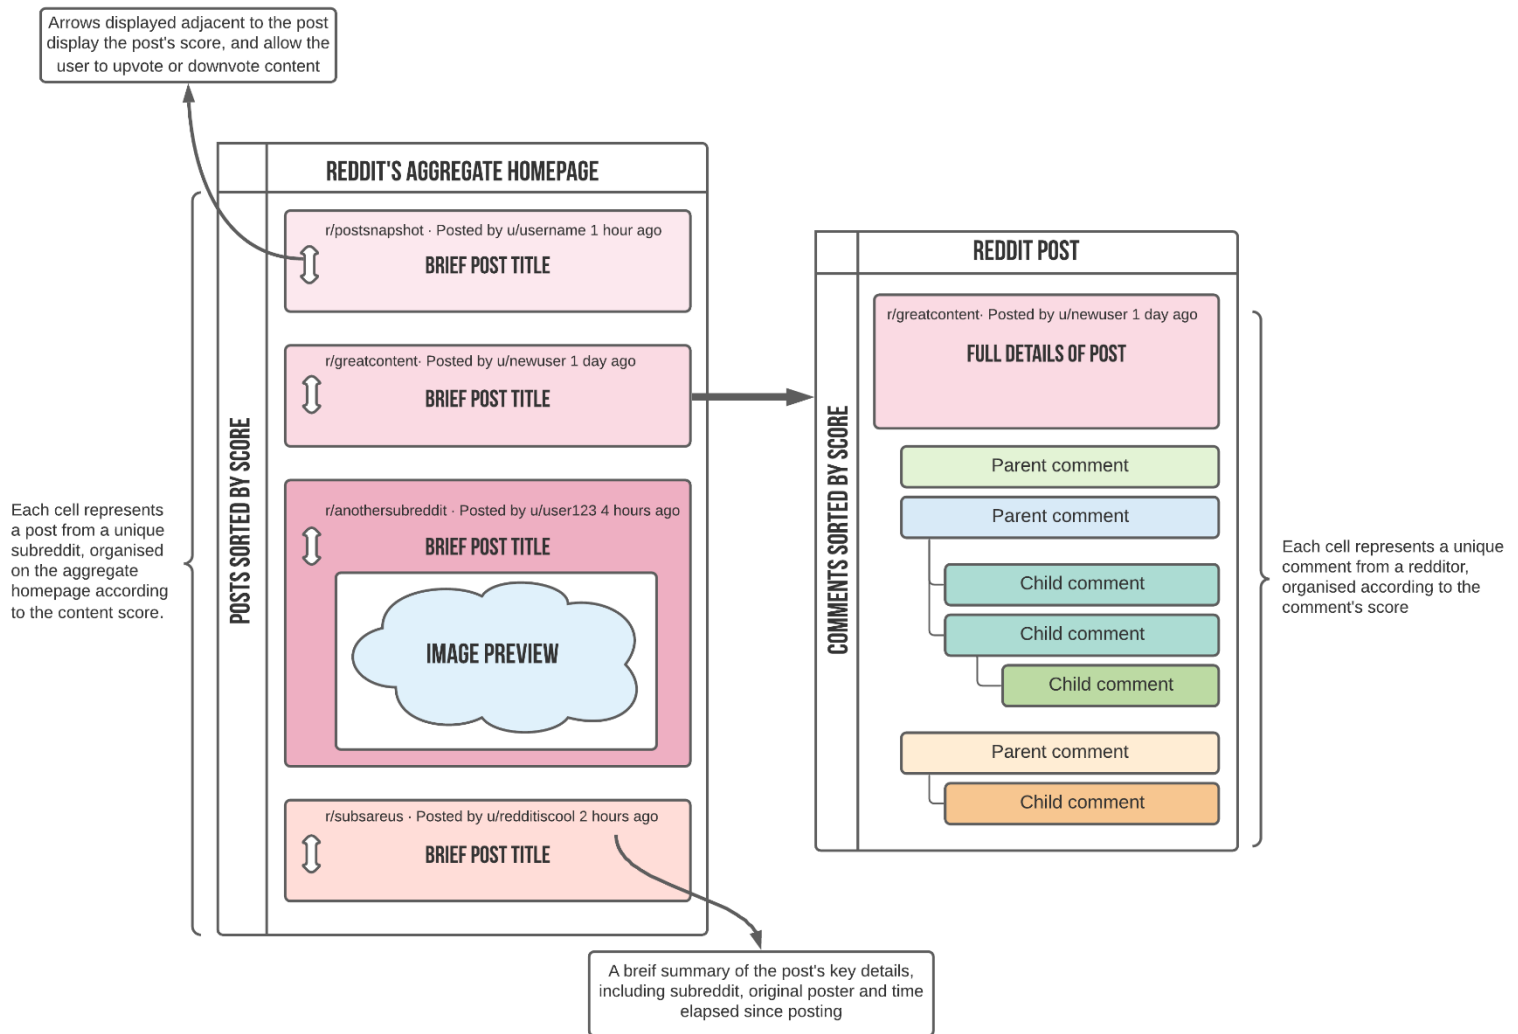 Arrows displayed adjacent to the post
display the post's score, and allow the
user to upvote or downvote content
REDDIT'S AGGREGATE HOMEPAGE
POSTS SORTED BY SCORE
r/postsnapshot · Posted by u/username 1 hour ago
BRIEF POST TITLE
r/greatcontent· Posted by u/newuser 1 day ago
BRIEF POST TITLE
r/anothersubreddit · Posted by u/user123 4 hours ago
BRIEF POST TITLE
IMAGE PREVIEW
r/subsareus · Posted by u/redditiscool 2 hours ago
BRIEF POST TITLE
Each cell represents
a post from a unique
subreddit, organised
on the aggregate
homepage according
to the content score.
A breif summary of the post's key details,
including subreddit, original poster and time
elapsed since posting
REDDIT POST
COMMENTS SORTED BY SCORE
r/greatcontent· Posted by u/newuser 1 day ago
FULL DETAILS OF POST
Parent comment
Parent comment
Child comment
Child comment
Child comment
Parent comment
Child comment
Each cell represents a unique
comment from a redditor,
organised according to the
comment's score